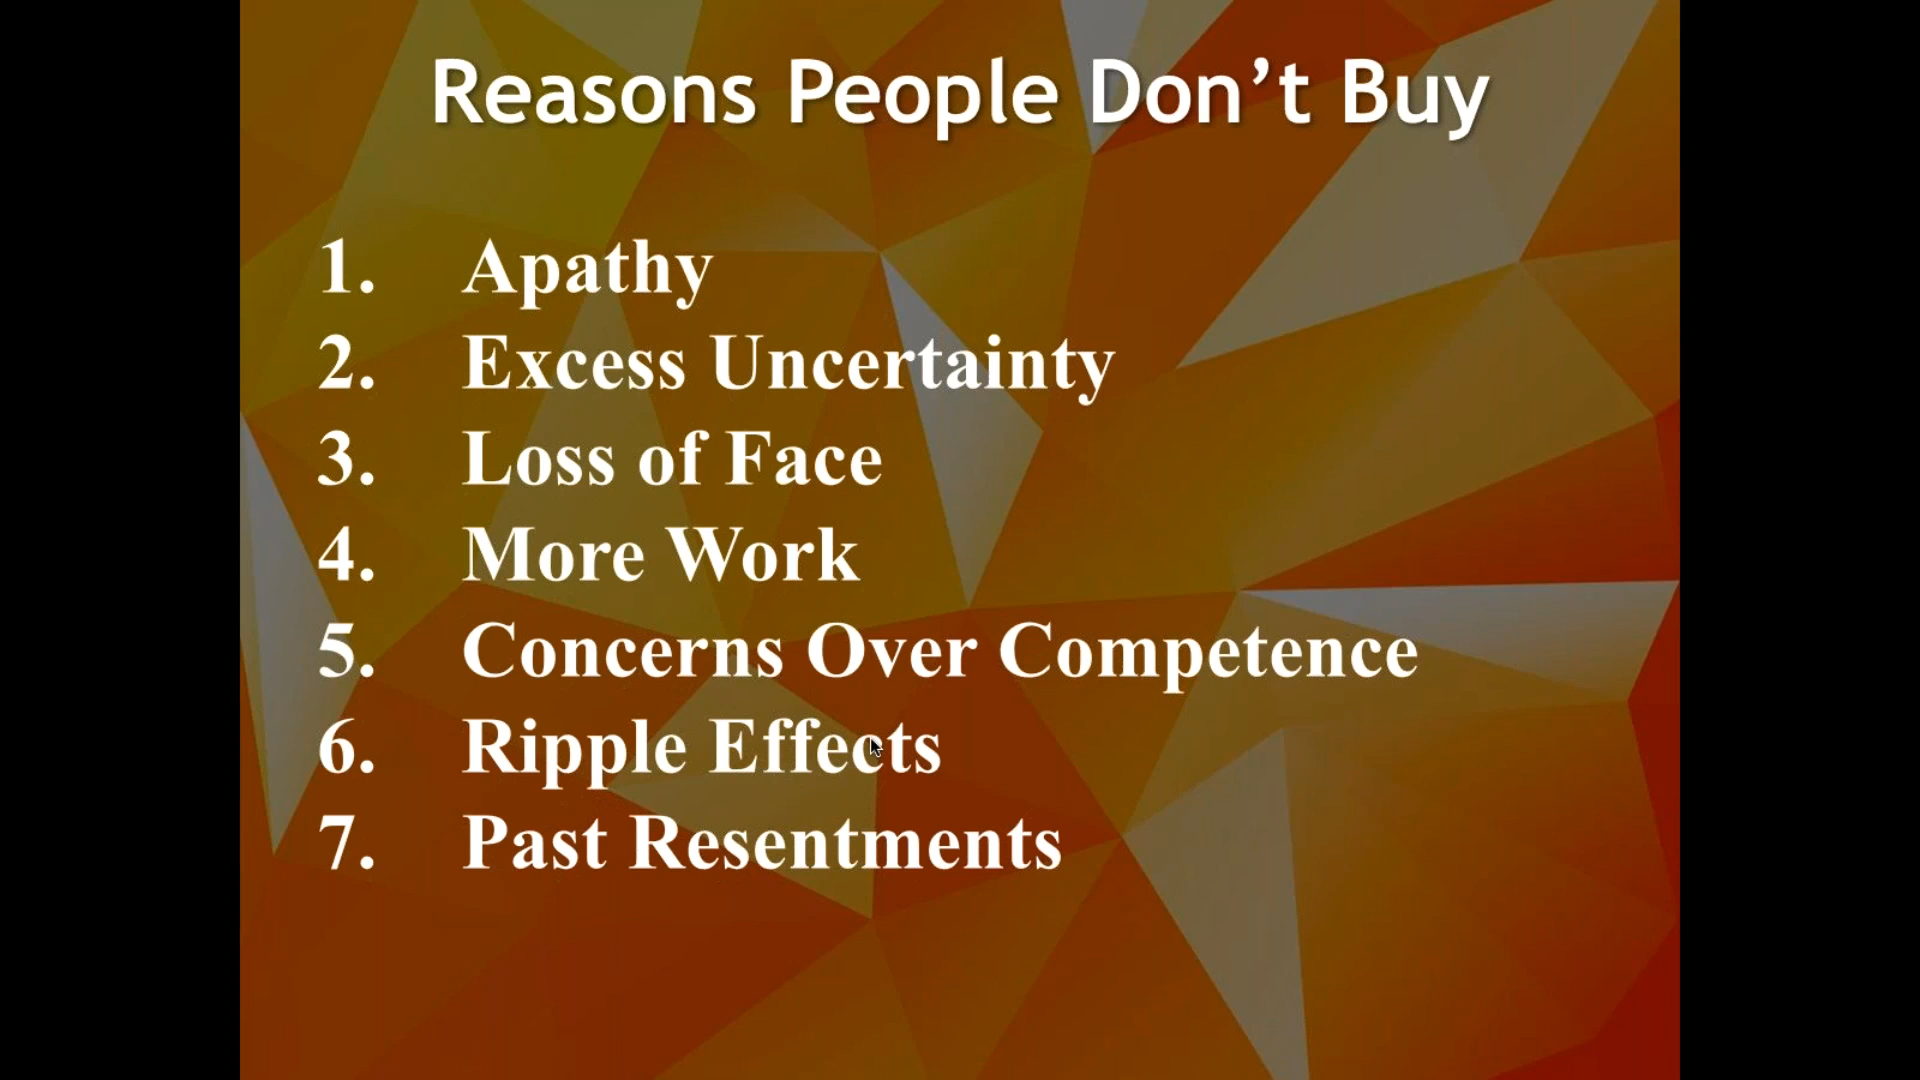 Reasons People Don’t Buy
1. Apathy
2. Excess Uncertainty
3. Loss of Face
4. More Work
5. Concerns Over Competence
6. Ripple Effects
7. Past Resentments